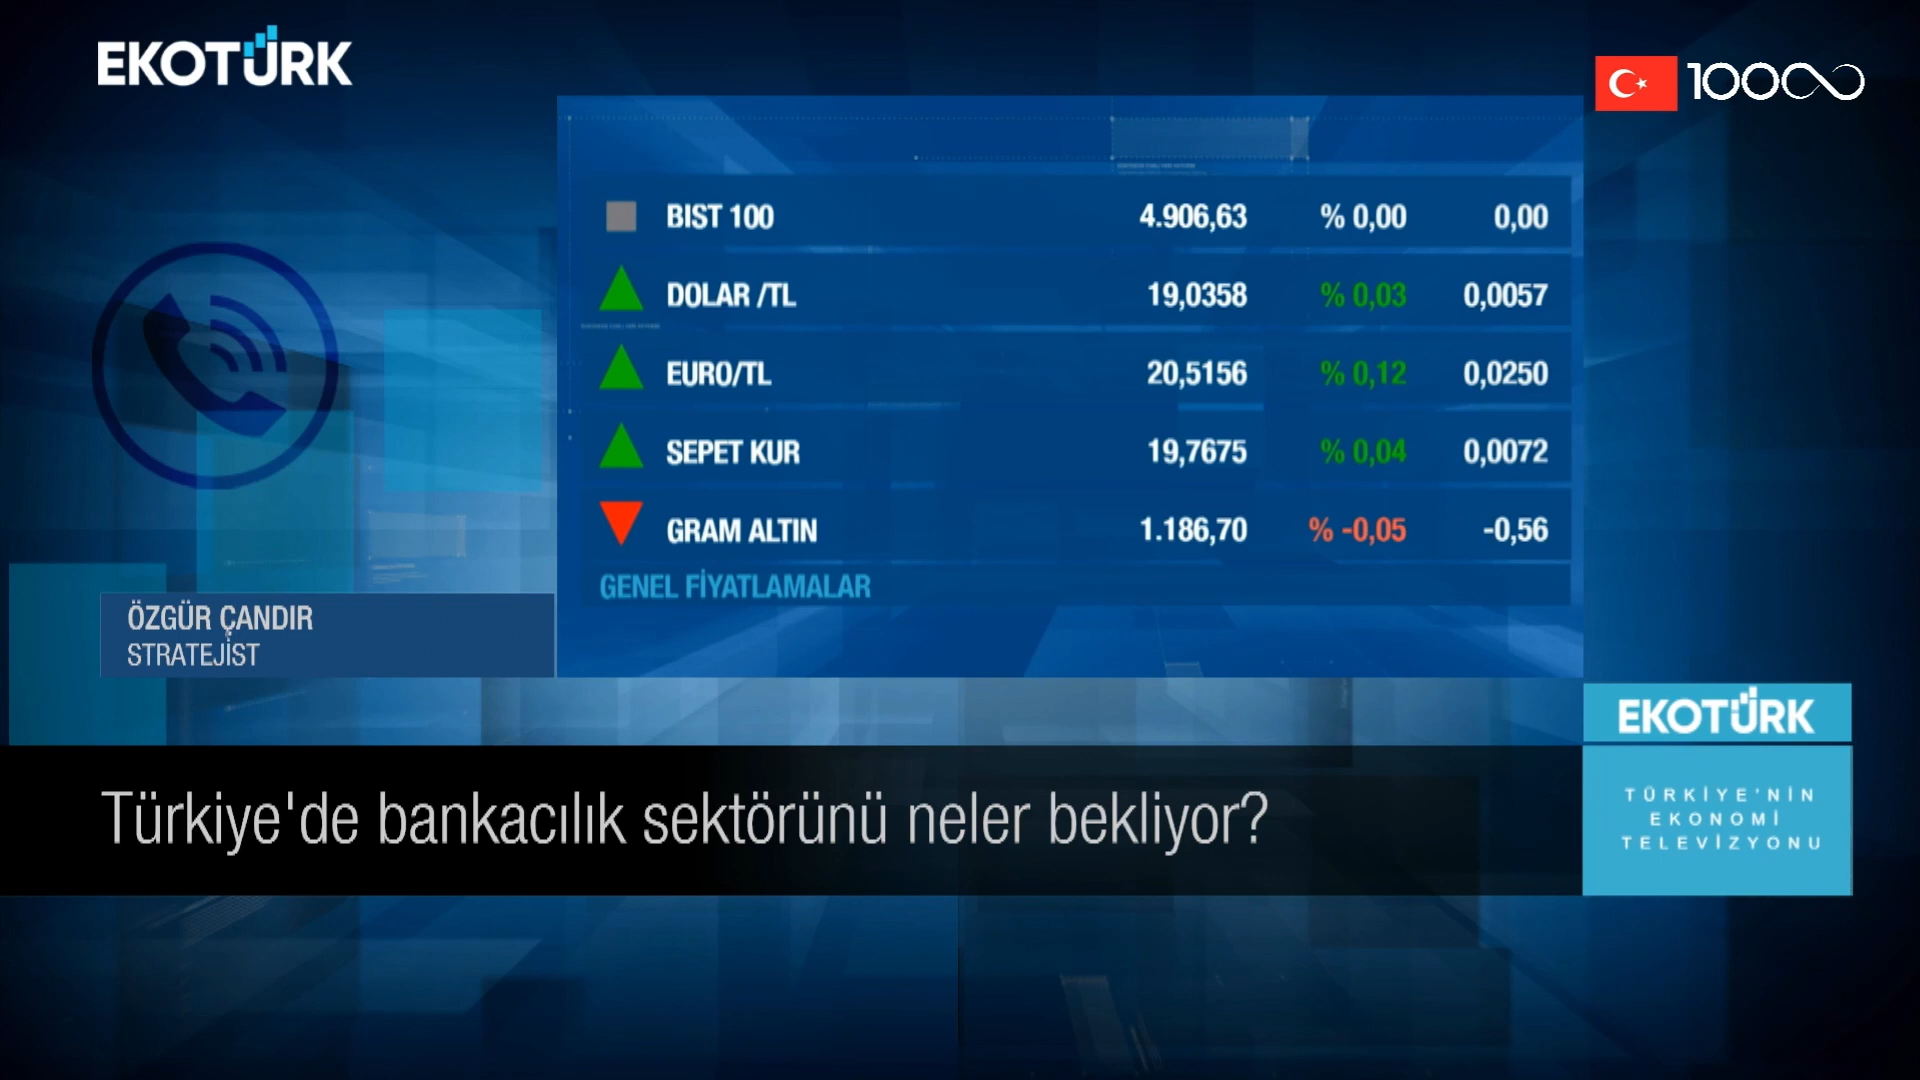 EKOTÜRK
100
BIST 100 4.906,63 % 0,00 0,00
DOLAR /TL 19,0358 % 0,03 0,0057
EURO/TL 20,5156 % 0,12 0,0250
SEPET KUR 19,7675 % 0,04 0,0072
GRAM ALTIN 1.186,70 % -0,05 -0,56
GENEL FİYATLAMALAR
ÖZGÜR ÇANDIR
STRATEJİST
EKOTÜRK
Türkiye'de bankacılık sektörünü neler bekliyor?
TÜRKİYE'NİN
EKONOMİ
TELEVİZYONU